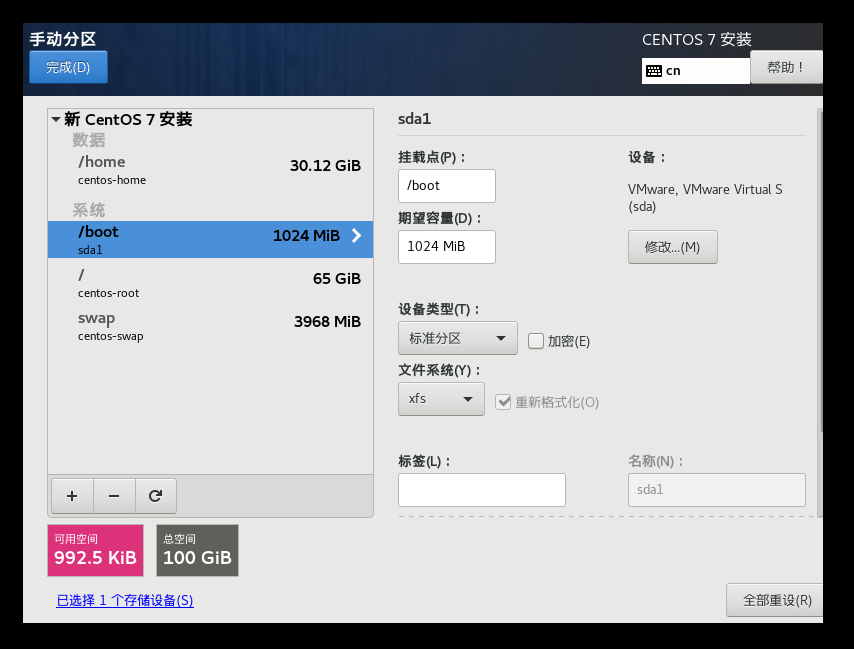 手动分区
CENTOS 7 安装
完成(D)
cn
帮助！
新 CentOS 7 安装
数据
/home
30.12 GiB
centos-home
系统
/boot
1024 MiB
sda1
/
65 GiB
centos-root
swap
3968 MiB
centos-swap
sda1
挂载点(P)：
/boot
设备：
VMware, VMware Virtual S
(sda)
期望容量(D)：
1024 MiB
修改...(M)
设备类型(T)：
标准分区
加密(E)
文件系统(Y)：
xfs
重新格式化(O)
标签(L)：
名称(N)：
sda1
可用空间
992.5 KiB
总空间
100 GiB
已选择 1 个存储设备(S)
全部重设(R)